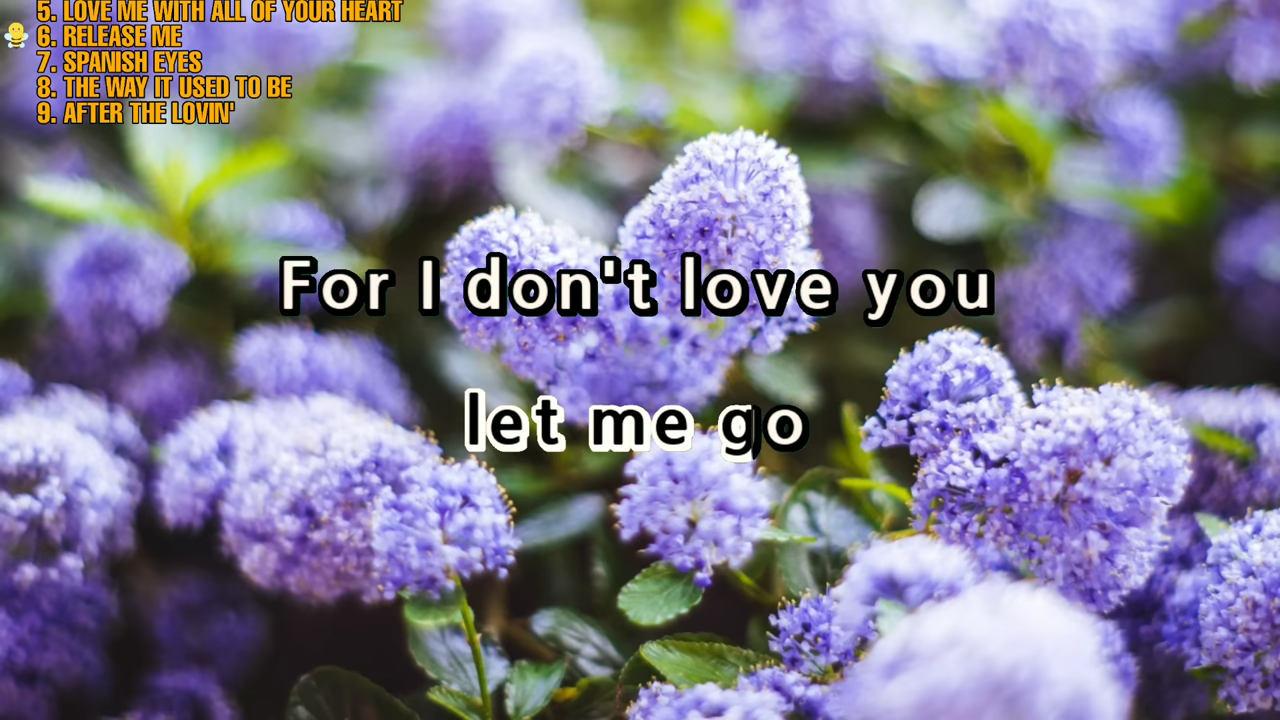 5. LOVE ME WITH ALL OF YOUR HEART
6. RELEASE ME
7. SPANISH EYES
8. THE WAY IT USED TO BE
9. AFTER THE LOVIN'
For I don't love you
let me go